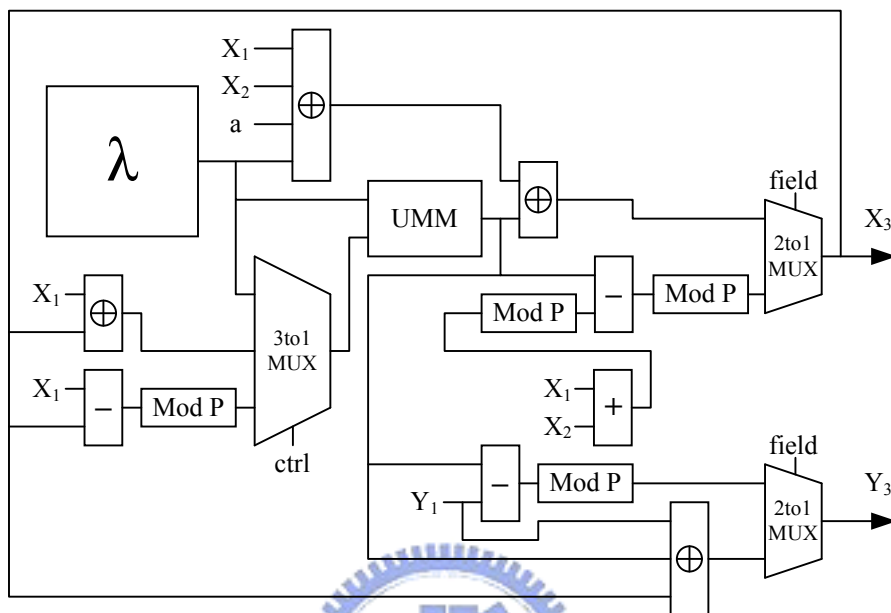 X₁
X₂
a
λ
⊕
UMM
⊕
field
2to1 MUX
X₃
X₁
⊕
3to1 MUX
ctrl
X₁
−
Mod P
Mod P
−
Mod P
X₁
X₂
+
Y₁
−
Mod P
⊕
field
2to1 MUX
Y₃